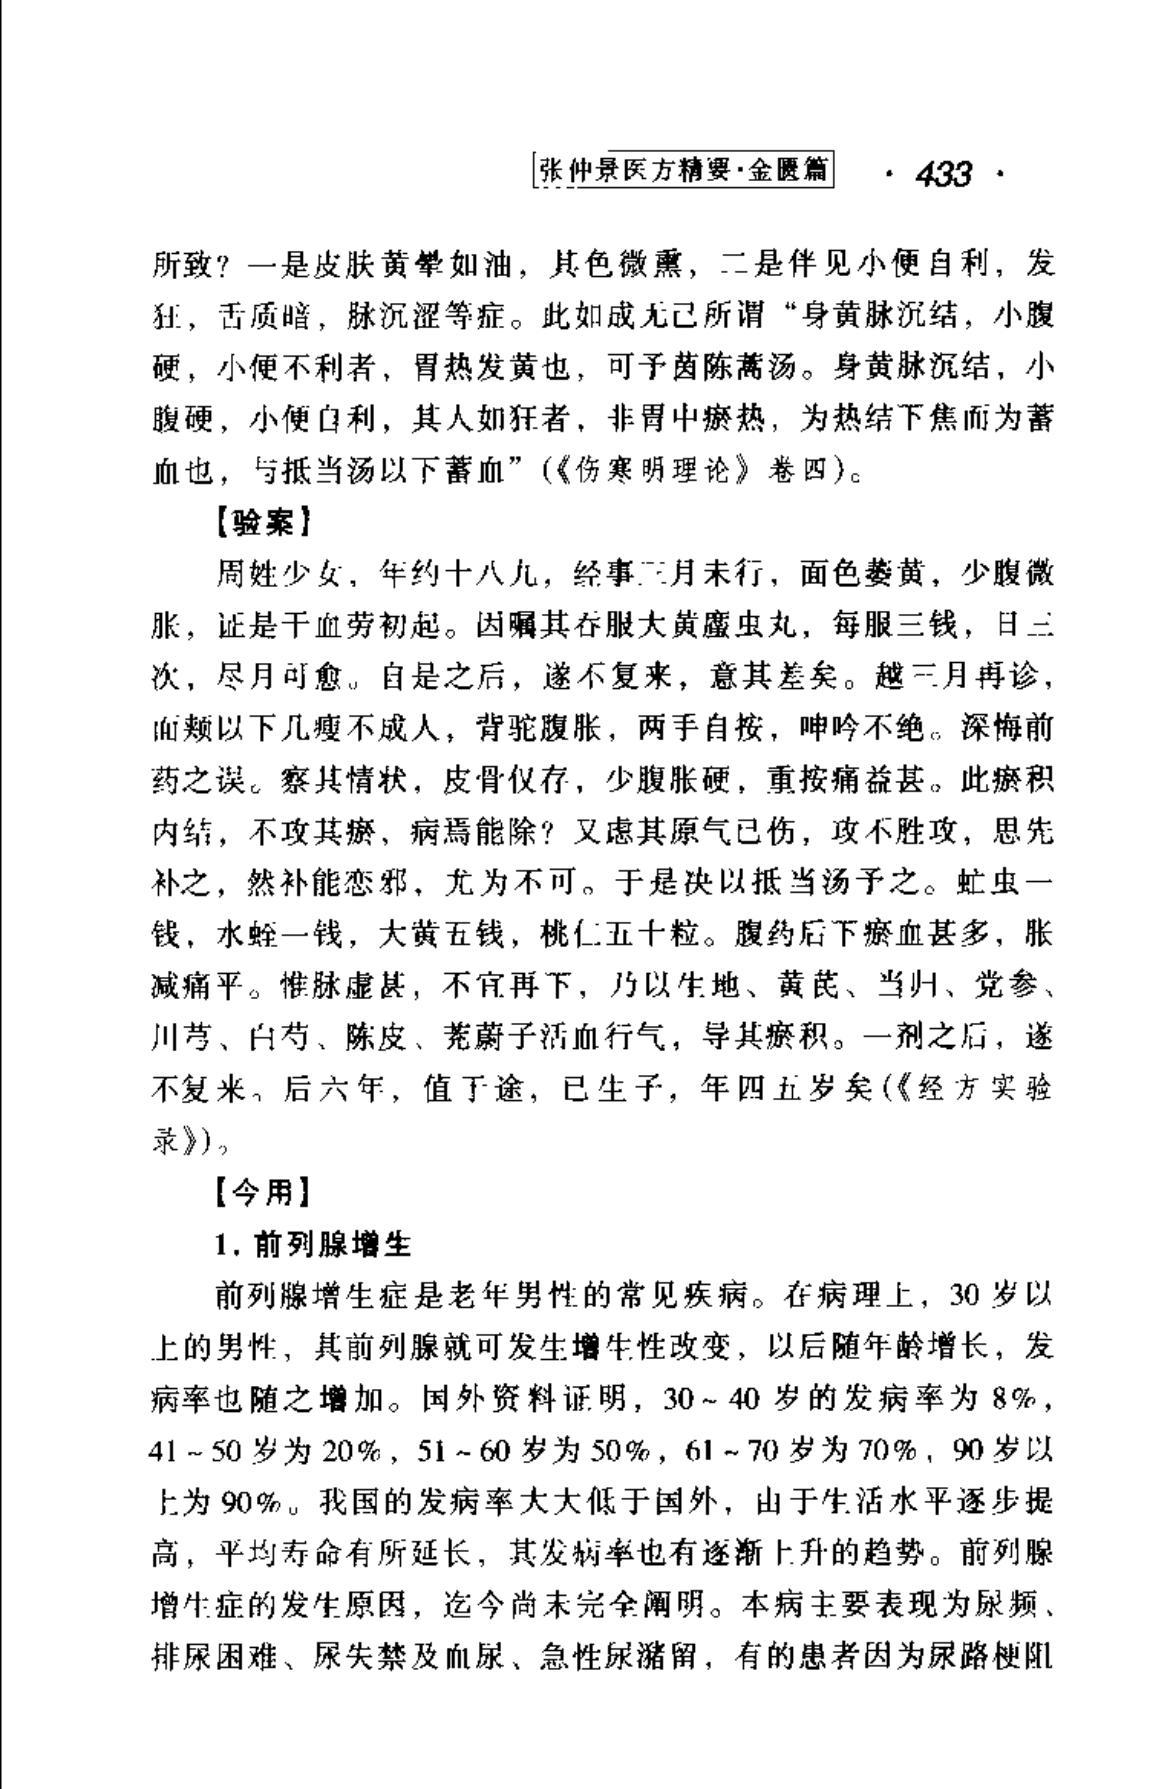 张仲景医方精要·金匮篇 · 433 ·
所致？一是皮肤黄晕如油，其色微熏，二是伴见小便自利，发
狂，舌质暗，脉沉涩等症。此如成无己所谓“身黄脉沉结，小腹
硬，小便不利者，胃热发黄也，可予茵陈蒿汤。身黄脉沉结，小
腹硬，小便自利，其人如狂者，非胃中瘀热，为热结下焦而为蓄
血也，与抵当汤以下蓄血”(《伤寒明理论》卷四)。
【验案】
周姓少女，年约十八九，经事三月未行，面色萎黄，少腹微
胀，证是干血劳初起。因嘱其吞服大黄䗪虫丸，每服三钱，日三
次，尽月可愈。自是之后，遂不复来，意其差矣。越三月再诊，
面颊以下几瘦不成人，背驼腹胀，两手自按，呻吟不绝。深悔前
药之误。察其情状，皮骨仅存，少腹胀硬，重按痛益甚。此瘀积
内结，不攻其瘀，病焉能除？又虑其原气已伤，攻不胜攻，思先
补之，然补能恋邪，尤为不可。于是决以抵当汤予之。虻虫一
钱，水蛭一钱，大黄五钱，桃仁五十粒。腹药后下瘀血甚多，胀
减痛平。惟脉虚甚，不宜再下，乃以生地、黄芪、当归、党参、
川芎、白芍、陈皮、茺蔚子活血行气，导其瘀积。一剂之后，遂
不复来。后六年，值于途，已生子，年四五岁矣(《经方实验
录》)。
【今用】
1. 前列腺增生
前列腺增生症是老年男性的常见疾病。在病理上，30 岁以
上的男性，其前列腺就可发生增生性改变，以后随年龄增长，发
病率也随之增加。国外资料证明，30～40 岁的发病率为 8%，
41～50 岁为 20%，51～60 岁为 50%，61～70 岁为 70%，90 岁以
上为 90%。我国的发病率大大低于国外，由于生活水平逐步提
高，平均寿命有所延长，其发病率也有逐渐上升的趋势。前列腺
增生症的发生原因，迄今尚未完全阐明。本病主要表现为尿频、
排尿困难、尿失禁及血尿、急性尿潴留，有的患者因为尿路梗阻